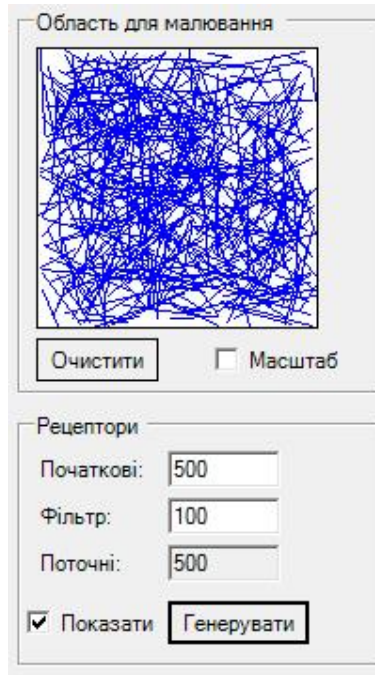 Область для малювання
Очистити Масштаб
Рецептори
Початкові: 500
Фільтр: 100
Поточні: 500
Показати Генерувати